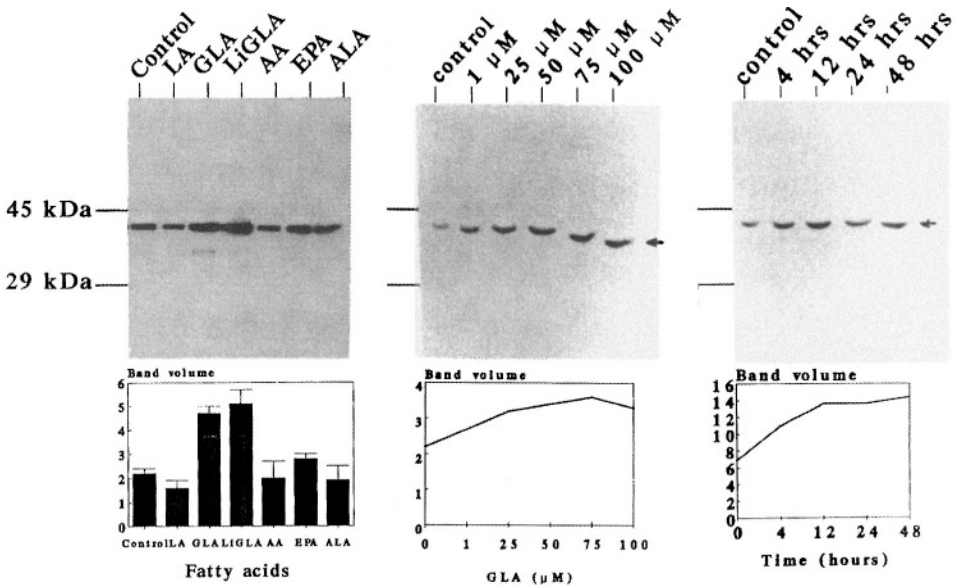 Control LA GLA LiGLA AA EPA ALA
control 1 μM 25 μM 50 μM 75 μM 100 μM
control 4 hrs 12 hrs 24 hrs 48 hrs
45 kDa
29 kDa
Band volume
6
5
4
3
2
1
0
Control LA GLA LiGLA AA EPA ALA
Fatty acids
Band volume
4
3
2
1
0
0 1 25 50 75 100
GLA (μM)
Band volume
16
14
12
10
8
6
4
2
0
0 4 12 24 48
Time (hours)